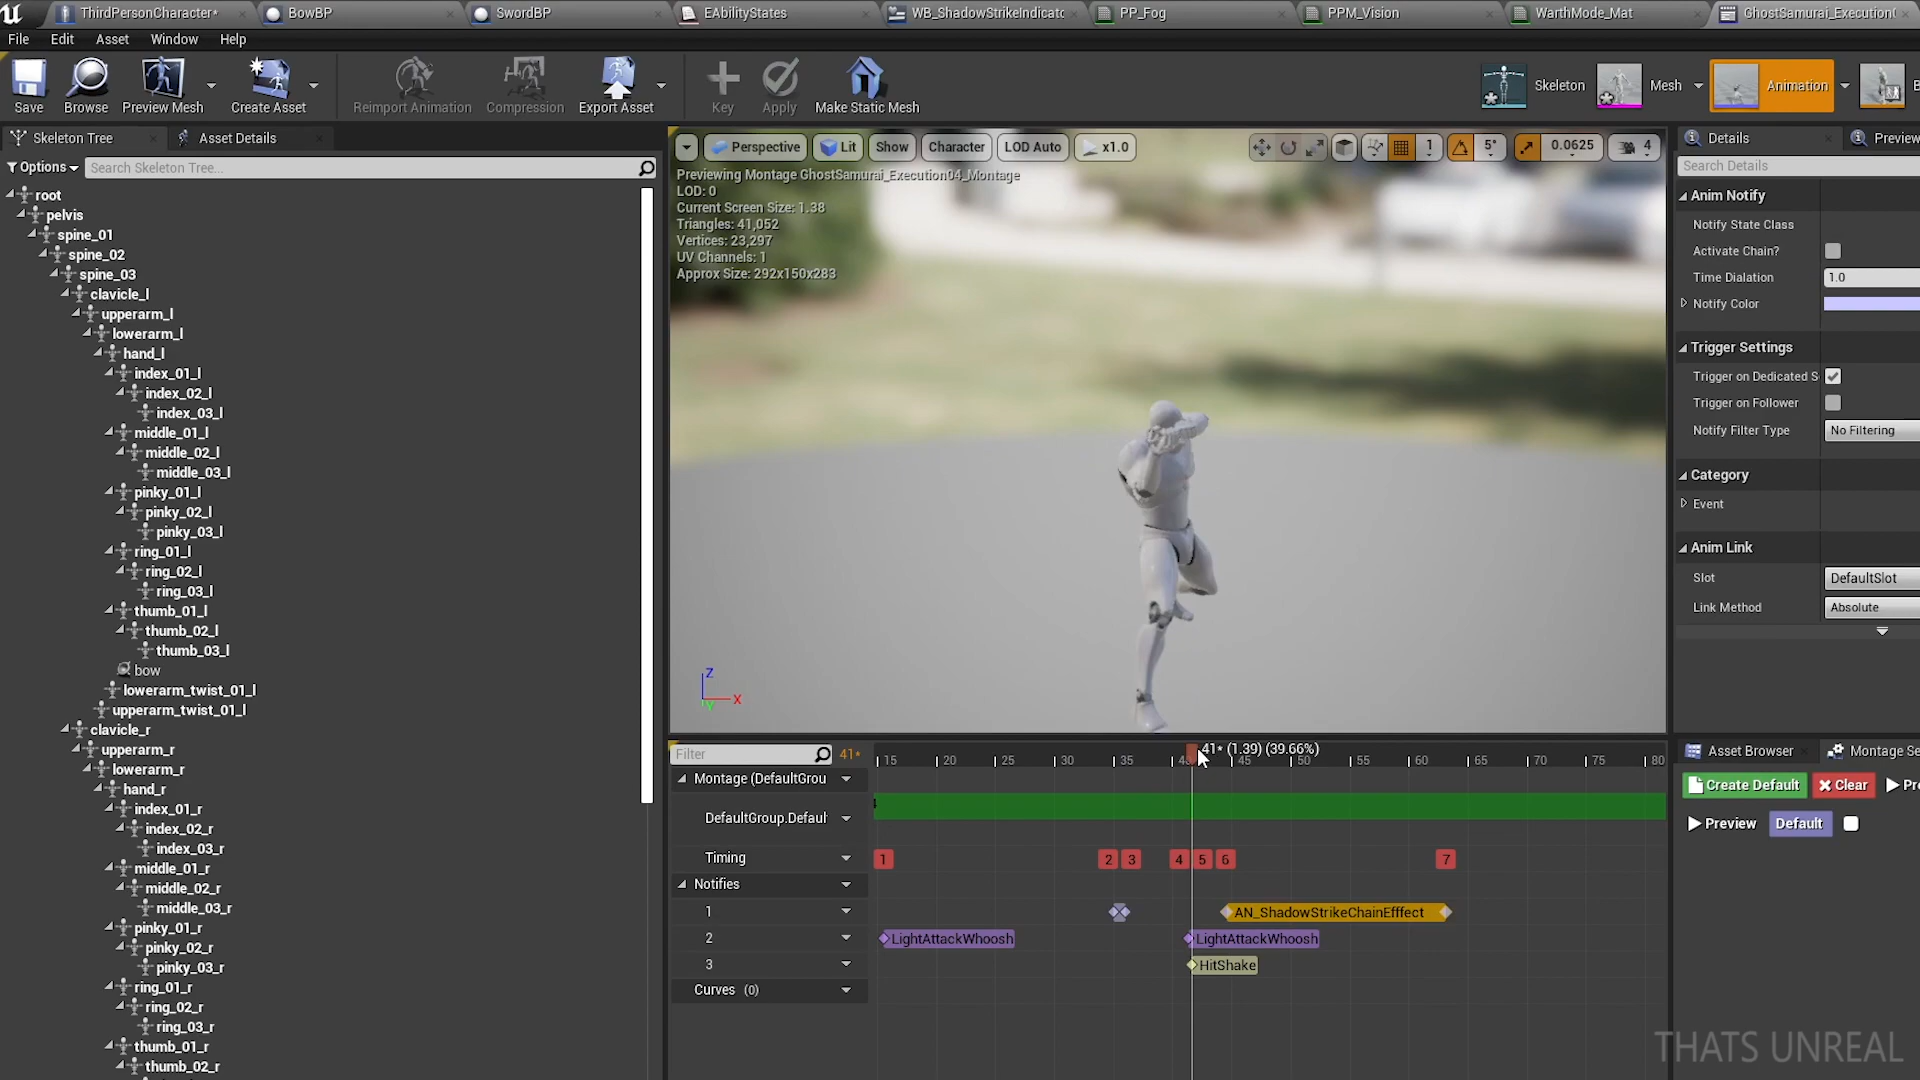 ThirdPersonCharacter*
BowBP
SwordBP
EAbilityStates
WB_ShadowStrikeIndicatc
PP_Fog
PPM_Vision
WarthMode_Mat
GhostSamurai_Execution
File Edit Asset Window Help
Save
Browse
Preview Mesh
Create Asset
Reimport Animation
Compression
Export Asset
Key
Apply
Make Static Mesh
Skeleton
Mesh
Animation
Skeleton Tree
Asset Details
Options
Search Skeleton Tree...
root
pelvis
spine_01
spine_02
spine_03
clavicle_l
upperarm_l
lowerarm_l
hand_l
index_01_l
index_02_l
index_03_l
middle_01_l
middle_02_l
middle_03_l
pinky_01_l
pinky_02_l
pinky_03_l
ring_01_l
ring_02_l
ring_03_l
thumb_01_l
thumb_02_l
thumb_03_l
bow
lowerarm_twist_01_l
upperarm_twist_01_l
clavicle_r
upperarm_r
lowerarm_r
hand_r
index_01_r
index_02_r
index_03_r
middle_01_r
middle_02_r
middle_03_r
pinky_01_r
pinky_02_r
pinky_03_r
ring_01_r
ring_02_r
ring_03_r
thumb_01_r
thumb_02_r
Perspective Lit Show Character LOD Auto x1.0
1 5° 0.0625 4
Previewing Montage GhostSamurai_Execution04_Montage
LOD: 0
Current Screen Size: 1.38
Triangles: 41,052
Vertices: 23,297
UV Channels: 1
Approx Size: 292x150x283
Z
X
Y
Filter
41*
41* (1.39) (39.66%)
15 20 25 30 35 45 50 55 60 65 70 75 80
Montage (DefaultGrou
DefaultGroup.Defaul
Timing
1 2 3 4 5 6 7
Notifies
1
AN_ShadowStrikeChainEfffect
2
LightAttackWhoosh
LightAttackWhoosh
3
HitShake
Curves (0)
Details
Preview
Search Details
Anim Notify
Notify State Class
Activate Chain?
Time Dialation 1.0
Notify Color
Trigger Settings
Trigger on Dedicated S
Trigger on Follower
Notify Filter Type No Filtering
Category
Event
Anim Link
Slot DefaultSlot
Link Method Absolute
Asset Browser
Montage Se
Create Default
Clear
Pre
Preview
Default
THATS UNREAL